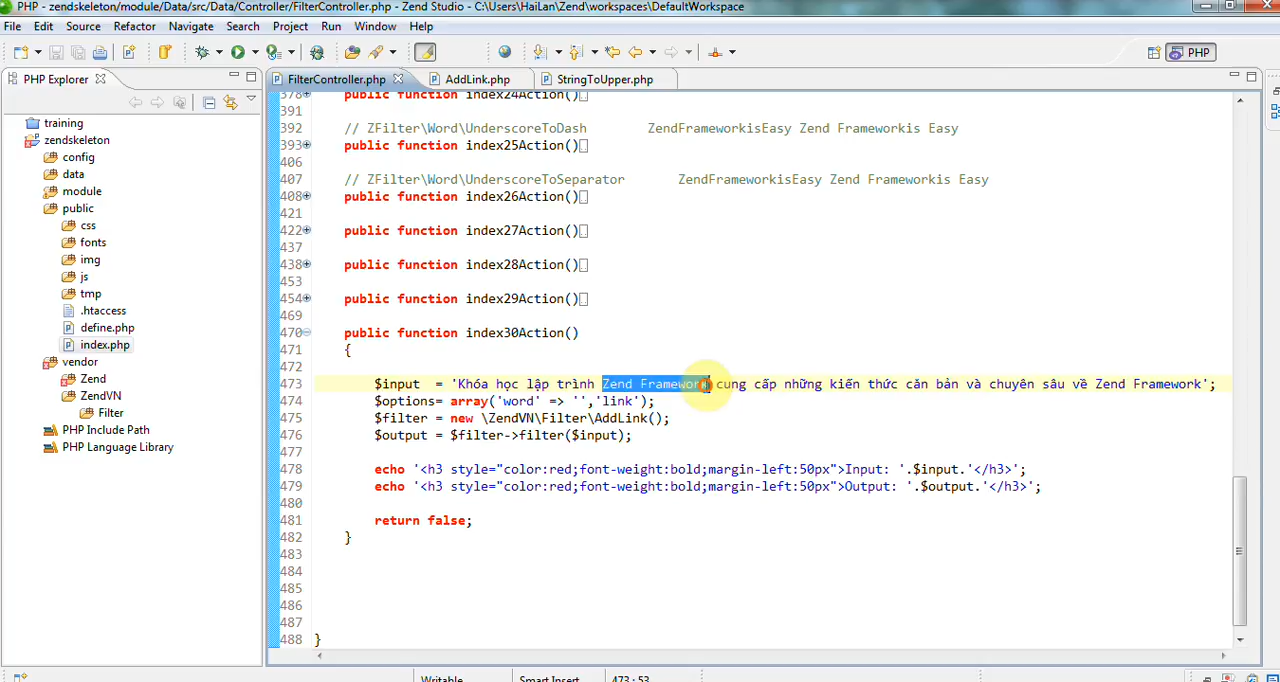 PHP - zendskeleton/module/Data/src/Data/Controller/FilterController.php - Zend Studio - C:\Users\HaiLan\Zend\workspaces\DefaultWorkspace
File Edit Source Refactor Navigate Search Project Run Window Help
PHP
PHP Explorer
FilterController.php AddLink.php StringToUpper.php
training
zendskeleton
config
data
module
public
css
fonts
img
js
tmp
.htaccess
define.php
index.php
vendor
Zend
ZendVN
Filter
PHP Include Path
PHP Language Library
378 public function index24Action()
391
392 // ZFilter\Word\UnderscoreToDash ZendFrameworkisEasy Zend Frameworkis Easy
393 public function index25Action()
406
407 // ZFilter\Word\UnderscoreToSeparator ZendFrameworkisEasy Zend Frameworkis Easy
408 public function index26Action()
421
422 public function index27Action()
437
438 public function index28Action()
453
454 public function index29Action()
469
470 public function index30Action()
471 {
472
473 $input = 'Khóa học lập trình Zend Framework cung cấp những kiến thức căn bản và chuyên sâu về Zend Framework';
474 $options= array('word' => '','link');
475 $filter = new \ZendVN\Filter\AddLink();
476 $output = $filter->filter($input);
477
478 echo '<h3 style="color:red;font-weight:bold;margin-left:50px">Input: '.$input.'</h3>';
479 echo '<h3 style="color:red;font-weight:bold;margin-left:50px">Output: '.$output.'</h3>';
480
481 return false;
482 }
483
484
485
486
487
488 }
Writable Smart Insert 473 : 53